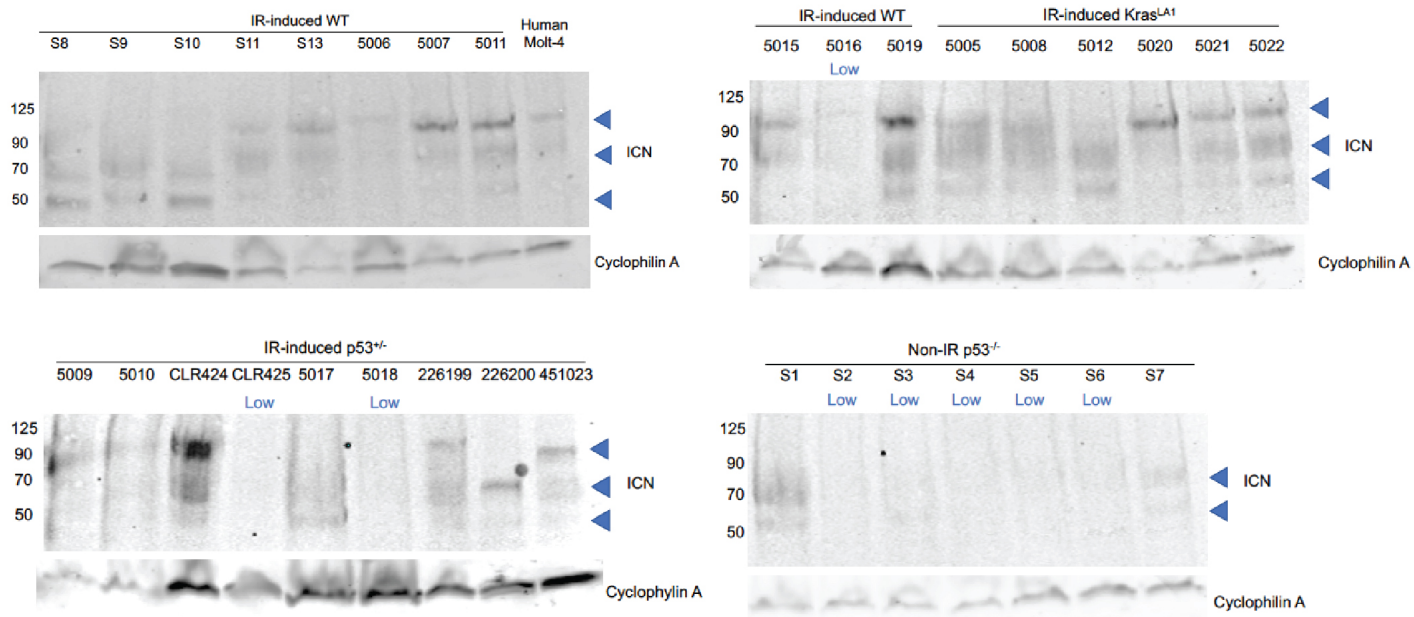 IR-induced WT
Human
Molt-4
S8 S9 S10 S11 S13 5006 5007 5011
125
90
70
50
ICN
Cyclophilin A
IR-induced WT IR-induced Kras^LA1
5015 5016 5019 5005 5008 5012 5020 5021 5022
Low
125
90
70
50
ICN
Cyclophilin A
IR-induced p53+/-
5009 5010 CLR424 CLR425 5017 5018 226199 226200 451023
Low Low
125
90
70
50
ICN
Cyclophylin A
Non-IR p53-/-
S1 S2 S3 S4 S5 S6 S7
Low Low Low Low Low
125
90
70
50
ICN
Cyclophilin A